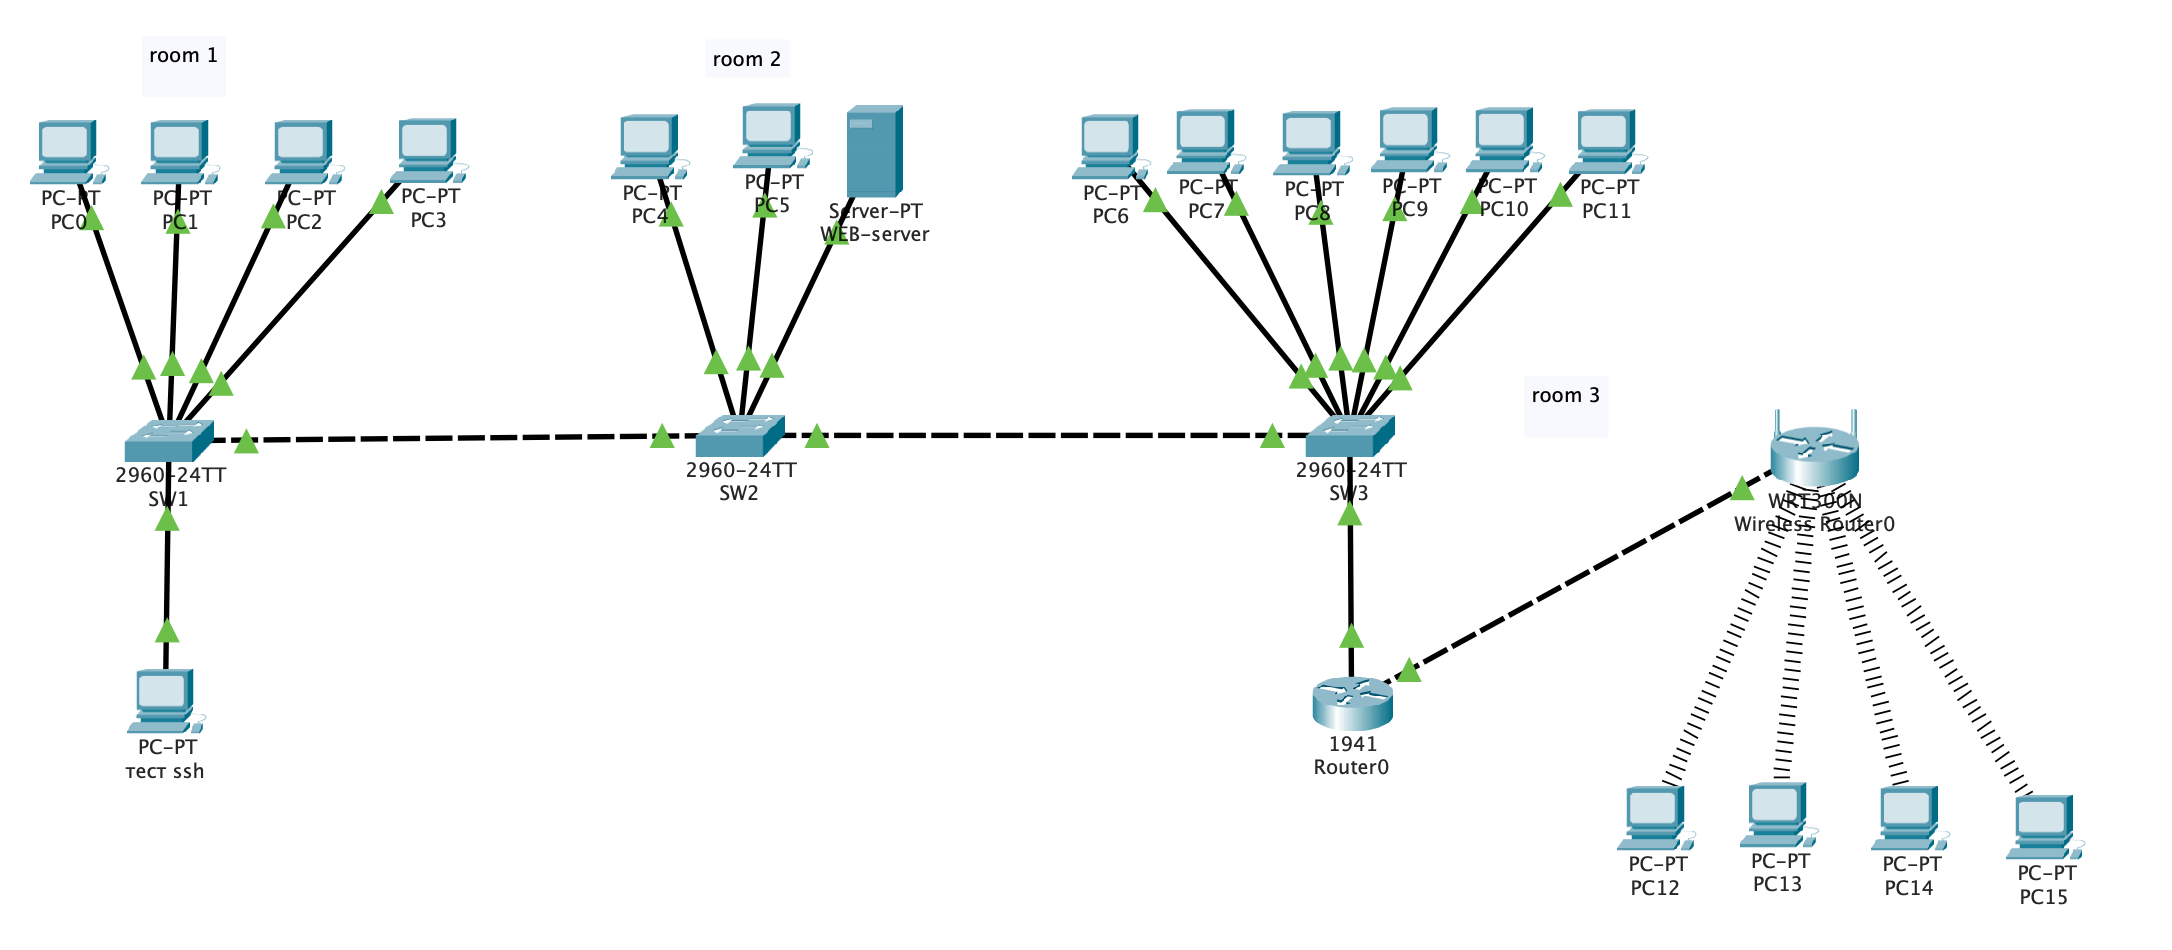 room 1
room 2
PC-PT
PC0
PC-PT
PC1
PC-PT
PC2
PC-PT
PC3
PC-PT
PC4
PC-PT
PC5
Server-PT
WEB-server
PC-PT
PC6
PC-PT
PC7
PC-PT
PC8
PC-PT
PC9
PC-PT
PC10
PC-PT
PC11
room 3
2960-24TT
SW1
2960-24TT
SW2
2960-24TT
SW3
WRT300N
Wireless Router0
PC-PT
тест ssh
1941
Router0
PC-PT
PC12
PC-PT
PC13
PC-PT
PC14
PC-PT
PC15